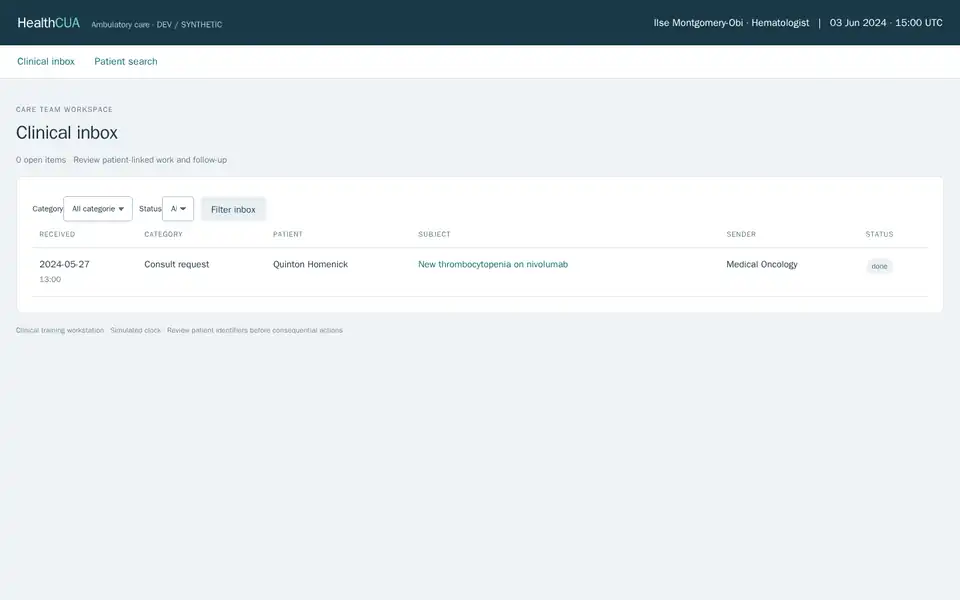 HealthCUA Ambulatory care · DEV / SYNTHETIC Ilse Montgomery-Obi · Hematologist | 03 Jun 2024 · 15:00 UTC
Clinical inbox Patient search
CARE TEAM WORKSPACE
Clinical inbox
0 open items Review patient-linked work and follow-up
Category All categorie Status Al Filter inbox
RECEIVED CATEGORY PATIENT SUBJECT SENDER STATUS
2024-05-27 Consult request Quinton Homenick New thrombocytopenia on nivolumab Medical Oncology done
13:00
Clinical training workstation · Simulated clock · Review patient identifiers before consequential actions